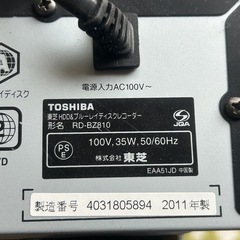 電源入力AC100V～
レイディスク
TOSHIBA
東芝HDD&ブルーレイディスクレコーダー
形名 RD-BZ810
JQA
100V, 35W, 50/60Hz
PS
E
株式会社 東芝
EAA51JD 中国製
製造番号 4031805894 2011年製